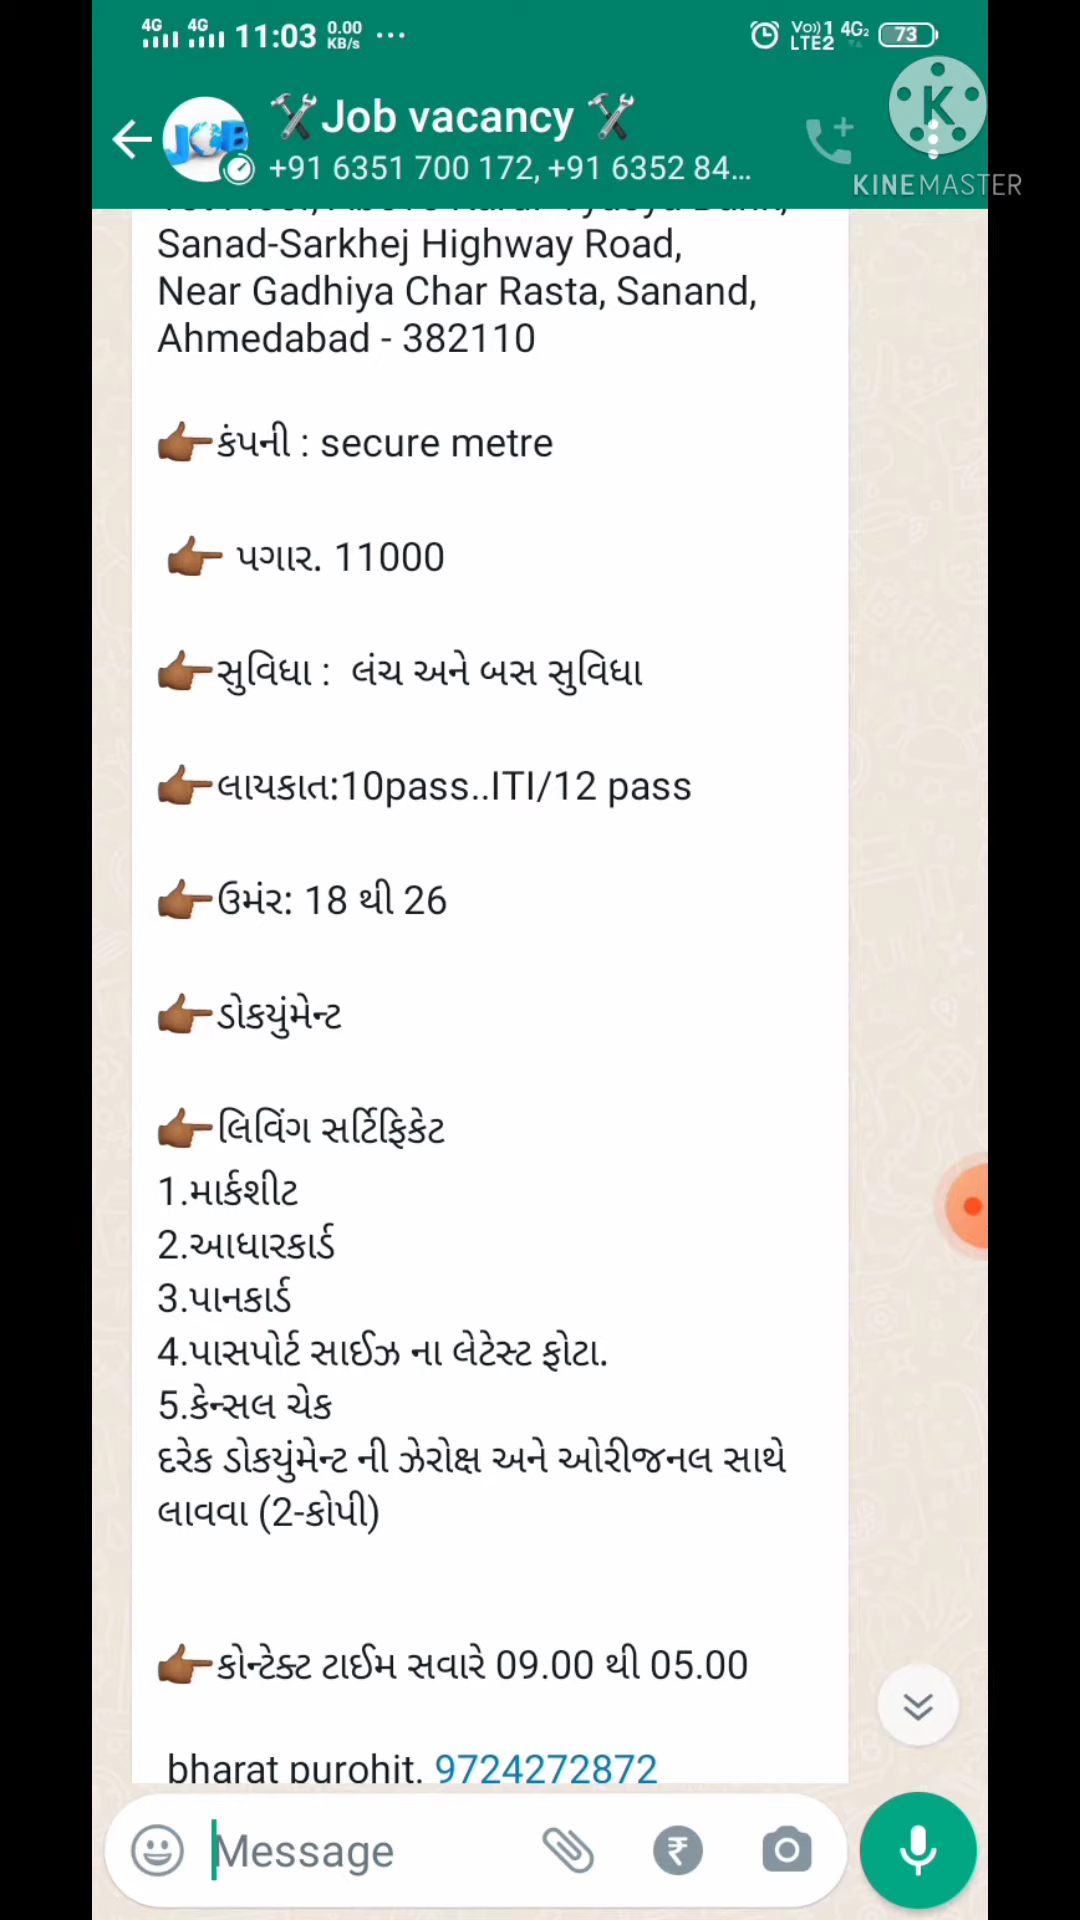 4G 4G 11:03 0.00 KB/s ... Vo)) 1 LTE2 4G2 73
Job vacancy
+91 6351 700 172, +91 6352 84...
K
KINEMASTER
JOB
Sanad-Sarkhej Highway Road,
Near Gadhiya Char Rasta, Sanand,
Ahmedabad - 382110
👉🏾કંપની : secure metre
👉🏾 પગાર. 11000
👉🏾સુવિધા : લંચ અને બસ સુવિધા
👉🏾લાયકાત:10pass..ITI/12 pass
👉🏾ઉમંર: 18 થી 26
👉🏾ડોકયુંમેન્ટ
👉🏾લિવિંગ સર્ટિફિકેટ
1.માર્કશીટ
2.આધારકાર્ડ
3.પાનકાર્ડ
4.પાસપોર્ટ સાઈઝ ના લેટેસ્ટ ફોટા.
5.કેન્સલ ચેક
દરેક ડોકયુંમેન્ટ ની ઝેરોક્ષ અને ઓરીજનલ સાથે
લાવવા (2-કોપી)
👉🏾કોન્ટેક્ટ ટાઈમ સવારે 09.00 થી 05.00
bharat purohit. 9724272872
Message